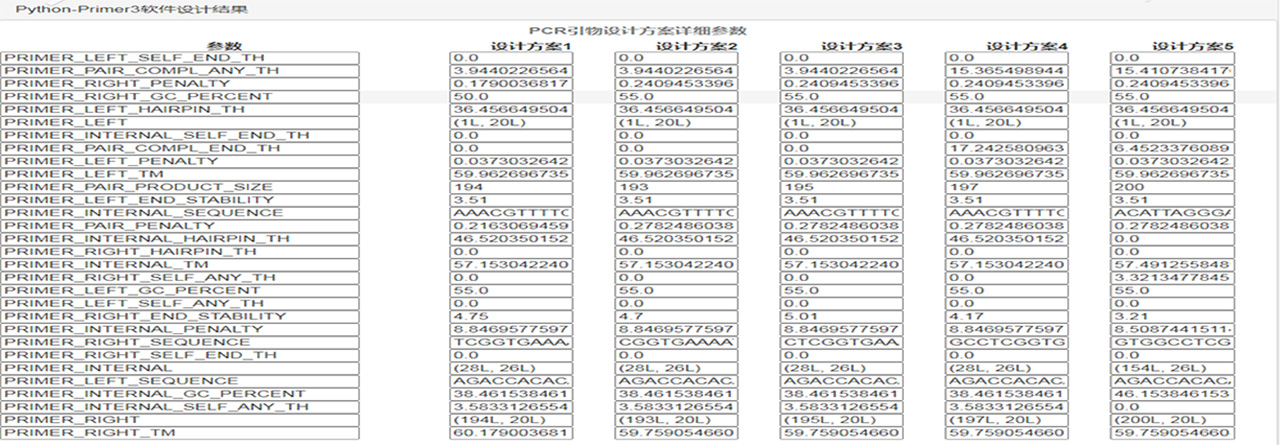 Python-Primer3软件设计结果
PCR引物设计方案详细参数
参数 设计方案1 设计方案2 设计方案3 设计方案4 设计方案5
PRIMER_LEFT_SELF_END_TH 0.0 0.0 0.0 0.0 0.0
PRIMER_PAIR_COMPL_ANY_TH 3.9440226564 3.9440226564 3.9440226564 15.365498944 15.410738417
PRIMER_RIGHT_PENALTY 0.1790036817 0.2409453396 0.2409453396 0.2409453396 0.2409453396
PRIMER_RIGHT_GC_PERCENT 50.0 55.0 55.0 55.0 55.0
PRIMER_LEFT_HAIRPIN_TH 36.456649504 36.456649504 36.456649504 36.456649504 36.456649504
PRIMER_LEFT (1L, 20L) (1L, 20L) (1L, 20L) (1L, 20L) (1L, 20L)
PRIMER_INTERNAL_SELF_END_TH 0.0 0.0 0.0 0.0 0.0
PRIMER_PAIR_COMPL_END_TH 0.0 0.0 0.0 17.242580963 6.4523376089
PRIMER_LEFT_PENALTY 0.0373032642 0.0373032642 0.0373032642 0.0373032642 0.0373032642
PRIMER_LEFT_TM 59.962696735 59.962696735 59.962696735 59.962696735 59.962696735
PRIMER_PAIR_PRODUCT_SIZE 194 193 195 197 200
PRIMER_LEFT_END_STABILITY 3.51 3.51 3.51 3.51 3.51
PRIMER_INTERNAL_SEQUENCE AAACGTTTTC AAACGTTTTC AAACGTTTTC AAACGTTTTC ACATTAGGGA
PRIMER_PAIR_PENALTY 0.2163069459 0.2782486038 0.2782486038 0.2782486038 0.2782486038
PRIMER_INTERNAL_HAIRPIN_TH 46.520350152 46.520350152 46.520350152 46.520350152 0.0
PRIMER_RIGHT_HAIRPIN_TH 0.0 0.0 0.0 0.0 0.0
PRIMER_INTERNAL_TM 57.153042240 57.153042240 57.153042240 57.153042240 57.491255848
PRIMER_RIGHT_SELF_ANY_TH 0.0 0.0 0.0 0.0 3.3213477845
PRIMER_LEFT_GC_PERCENT 55.0 55.0 55.0 55.0 55.0
PRIMER_LEFT_SELF_ANY_TH 0.0 0.0 0.0 0.0 0.0
PRIMER_RIGHT_END_STABILITY 4.75 4.7 5.01 4.17 3.21
PRIMER_INTERNAL_PENALTY 8.8469577597 8.8469577597 8.8469577597 8.8469577597 8.5087441511
PRIMER_RIGHT_SEQUENCE TCGGTGAAA CGGTGAAAA CTCGGTGAA GCCTCGGTG GTGGCCTCG
PRIMER_RIGHT_SELF_END_TH 0.0 0.0 0.0 0.0 0.0
PRIMER_INTERNAL (28L, 26L) (28L, 26L) (28L, 26L) (28L, 26L) (154L, 26L)
PRIMER_LEFT_SEQUENCE AGACCACAC AGACCACAC AGACCACAC AGACCACAC AGACCACAC
PRIMER_INTERNAL_GC_PERCENT 38.461538461 38.461538461 38.461538461 38.461538461 46.153846153
PRIMER_INTERNAL_SELF_ANY_TH 3.5833126554 3.5833126554 3.5833126554 3.5833126554 0.0
PRIMER_RIGHT (194L, 20L) (193L, 20L) (195L, 20L) (197L, 20L) (200L, 20L)
PRIMER_RIGHT_TM 60.179003681 59.759054660 59.759054660 59.759054660 59.759054660